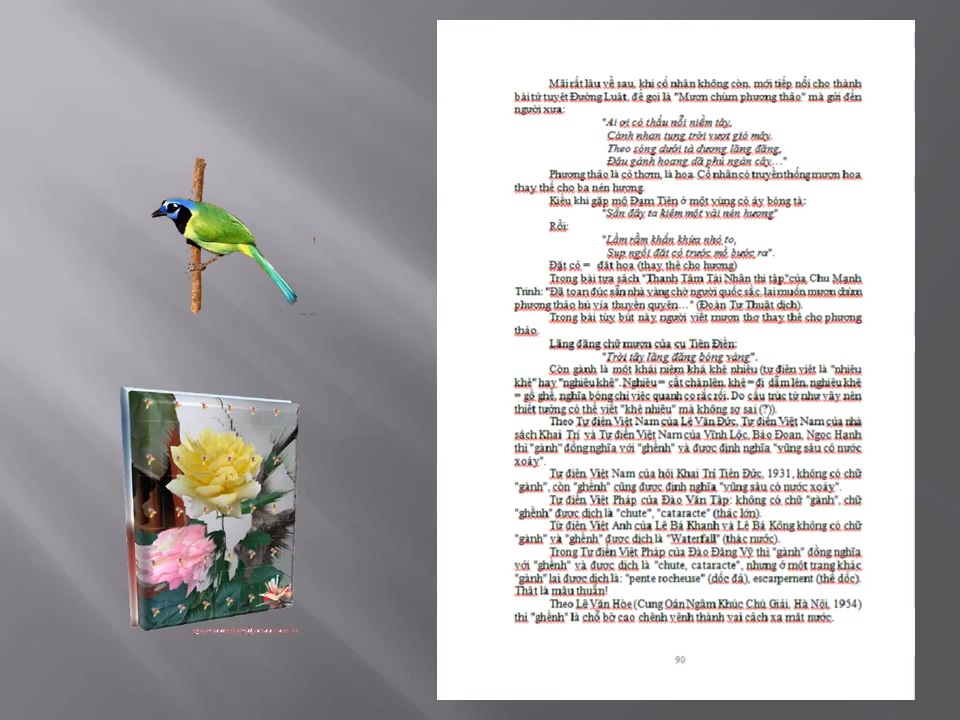 Mãi rất lâu về sau, khi cố nhân không còn, mới tiếp nối cho thành
bài tứ tuyệt Đường Luật, đề gọi là "Mượn chùm phương thảo" mà gửi đến
người xưa:
"Ai ơi có thấu nỗi niềm tây,
Cánh nhạn tung trời vượt gió mây.
Theo sóng dưới tà dương lãng đãng,
Đậu gành hoang dã phủ ngàn cây…"
Phương thảo là cỏ thơm, là hoa. Cổ nhân có truyền thống mượn hoa
thay thế cho ba nén hương.
Kiều khi gặp mộ Đạm Tiên ở một vùng cỏ áy bóng tà:
"Sẵn đây ta kiếm một vài nén hương"
Rồi:
"Lầm rầm khấn khứa nhỏ to,
Sụp ngồi đặt cỏ trước mồ bước ra".
Đặt cỏ = đặt hoa (thay thế cho hương)
Trong bài tựa sách "Thanh Tâm Tài Nhân thi tập"của Chu Mạnh
Trinh: "Đã toan đúc sẵn nhà vàng chờ người quốc sắc, lại muốn mượn chùm
phương thảo hú vía thuyền quyên…" (Đoàn Tư Thuật dịch).
Trong bài tùy bút này người viết mượn thơ thay thế cho phương
thảo.
Lãng đãng chữ mượn của cụ Tiên Điền:
"Trời tây lãng đãng bóng vàng".
Còn gành là một khái niệm khá khê nhiêu (tự điển viết là "nhiêu
khê" hay "nghiêu khê". Nghiêu = cất chân lên, khê = đi dẫm lên, nghiêu khê
= gồ ghề, nghĩa bóng chỉ việc quanh co rắc rối. Do cấu trúc từ như vậy nên
thiết tưởng có thể viết "khê nhiêu" mà không sợ sai (?)).
Theo Tự điển Việt Nam của Lê Văn Đức, Tự điển Việt Nam của nhà
sách Khai Trí và Tự điển Việt Nam của Vĩnh Lộc, Bảo Đoan, Ngọc Hạnh
thì "gành" đồng nghĩa với "ghềnh" và được định nghĩa "vũng sâu có nước
xoáy".
Tự điển Việt Nam của hội Khai Trí Tiến Đức, 1931, không có chữ
"gành", còn "ghềnh" cũng được định nghĩa "vũng sâu có nước xoáy".
Tự điển Việt Pháp của Đào Văn Tập: không có chữ "gành", chữ
"ghềnh" được dịch là "chute", "cataracte" (thác lớn).
Từ điển Việt Anh của Lê Bá Khanh và Lê Bá Kông không có chữ
"gành" và "ghềnh" được dịch là "Waterfall" (thác nước).
Trong Tự điển Việt Pháp của Đào Đăng Vỹ thì "gành" đồng nghĩa
với "ghềnh" và được dịch là "chute, cataracte", nhưng ở một trang khác
"gành" lại được dịch là: "pente rocheuse" (dốc đá), escarpement (thế dốc).
Thật là mâu thuẫn!
Theo Lê Văn Hòe (Cung Oán Ngâm Khúc Chú Giải, Hà Nội, 1954)
thì "ghềnh" là chỗ bờ cao chênh vênh thành vai cách xa mặt nước.
90